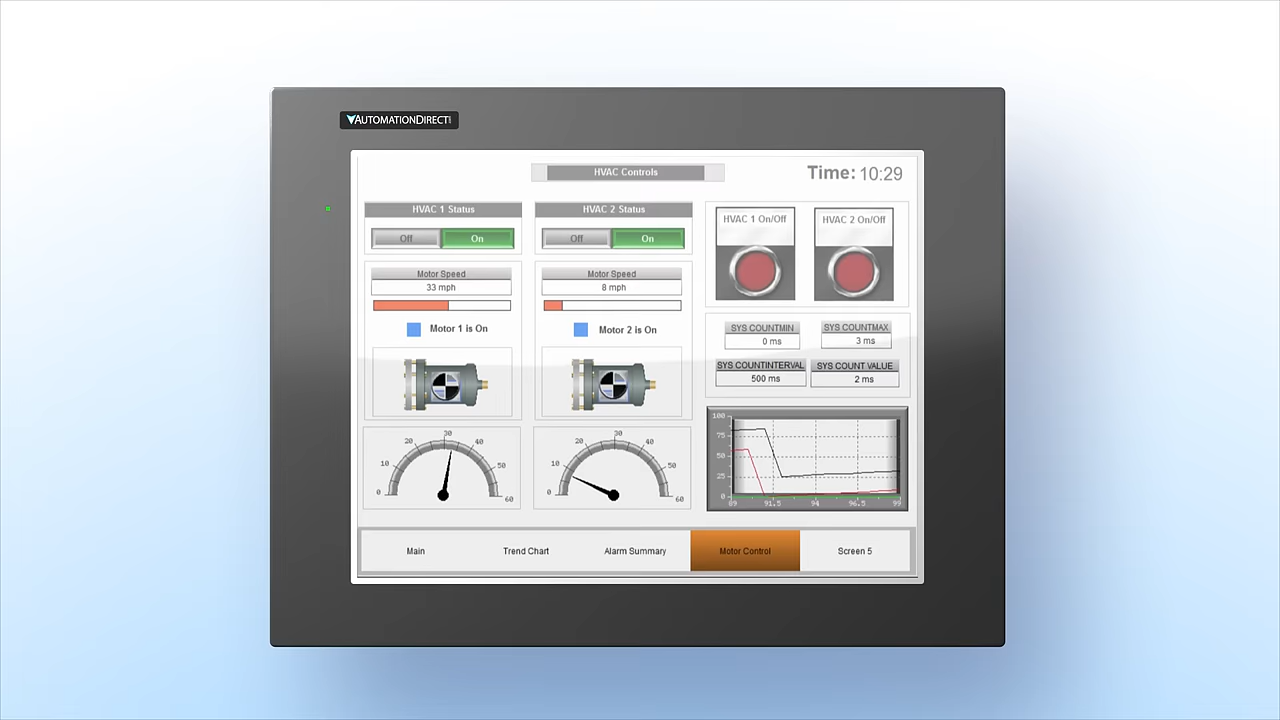 AUTOMATIONDIRECT
HVAC Controls
Time: 10:29
HVAC 1 Status
Off On
Motor Speed
33 mph
Motor 1 is On
0 10 20 30 40 50 60
HVAC 2 Status
Off On
Motor Speed
8 mph
Motor 2 is On
0 10 20 30 40 50 60
HVAC 1 On/Off
HVAC 2 On/Off
SYS COUNTMIN
0 ms
SYS COUNTMAX
3 ms
SYS COUNTINTERVAL
500 ms
SYS COUNT VALUE
2 ms
100
75
50
25
0
89 91.5 94 96.5 99
Main Trend Chart Alarm Summary Motor Control Screen 5